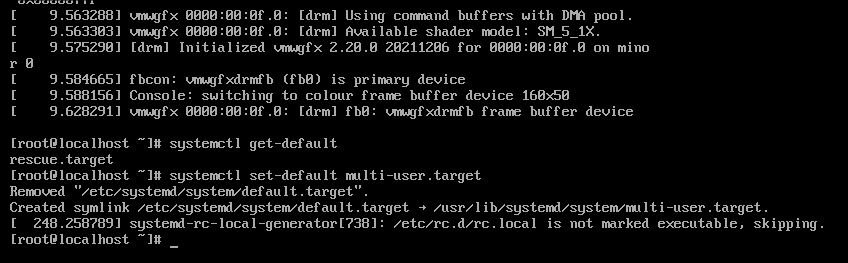 [    9.563288] vmwgfx 0000:00:0f.0: [drm] Using command buffers with DMA pool.
[    9.563303] vmwgfx 0000:00:0f.0: [drm] Available shader model: SM_5_1X.
[    9.575290] [drm] Initialized vmwgfx 2.20.0 20211206 for 0000:00:0f.0 on mino
r 0
[    9.584665] fbcon: vmwgfxdrmfb (fb0) is primary device
[    9.588156] Console: switching to colour frame buffer device 160x50
[    9.628291] vmwgfx 0000:00:0f.0: [drm] fb0: vmwgfxdrmfb frame buffer device
[root@localhost ~]# systemctl get-default
rescue.target
[root@localhost ~]# systemctl set-default multi-user.target
Removed "/etc/systemd/system/default.target".
Created symlink /etc/systemd/system/default.target → /usr/lib/systemd/system/multi-user.target.
[  248.258789] systemd-rc-local-generator[738]: /etc/rc.d/rc.local is not marked executable, skipping.
[root@localhost ~]# _